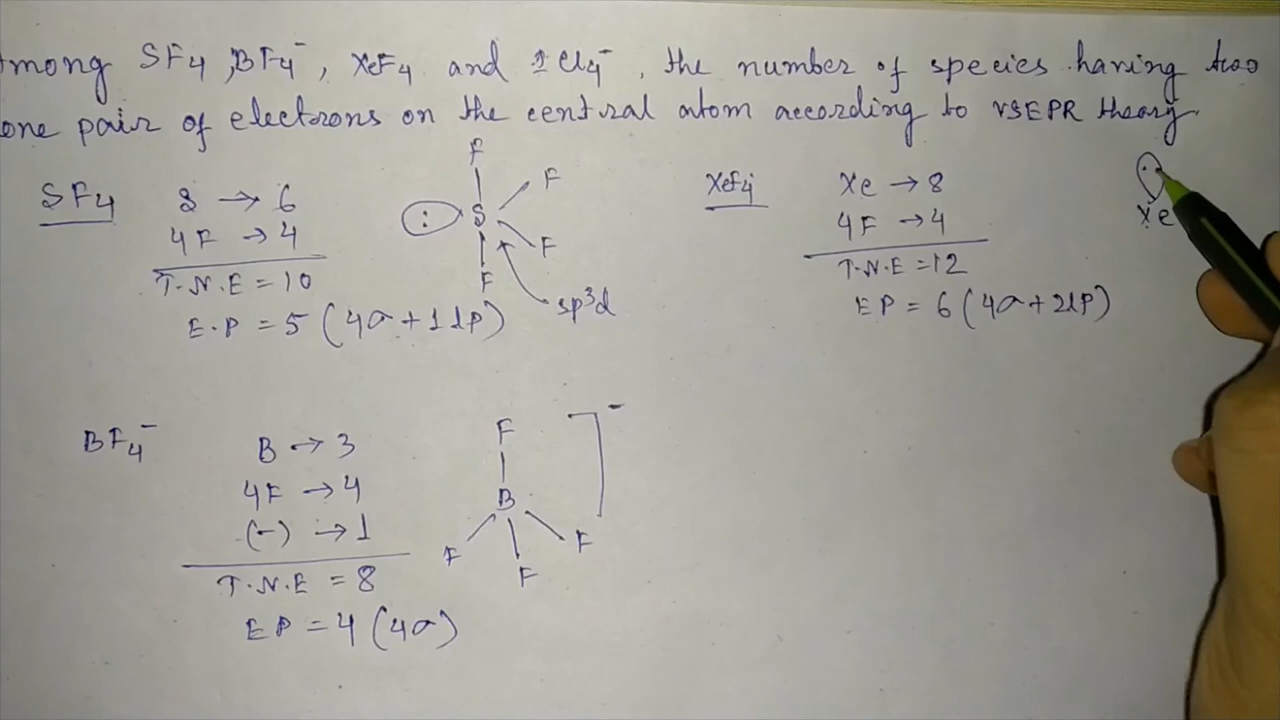 Among SF4, BF4⁻, XeF4 and ICl4⁻, the number of species having two
lone pair of electrons on the central atom according to VSEPR theory.
SF4
S → 6
4F → 4
T.N.E = 10
E.P = 5 (4σ+1lp)
F
F
: S
F
F
sp³d
XeF4
Xe → 8
4F → 4
T.N.E = 12
EP = 6 (4σ+2lp)
Xe
BF4⁻
B → 3
4F → 4
(-) → 1
T.N.E = 8
EP = 4 (4σ)
F
B
F
F
F
-